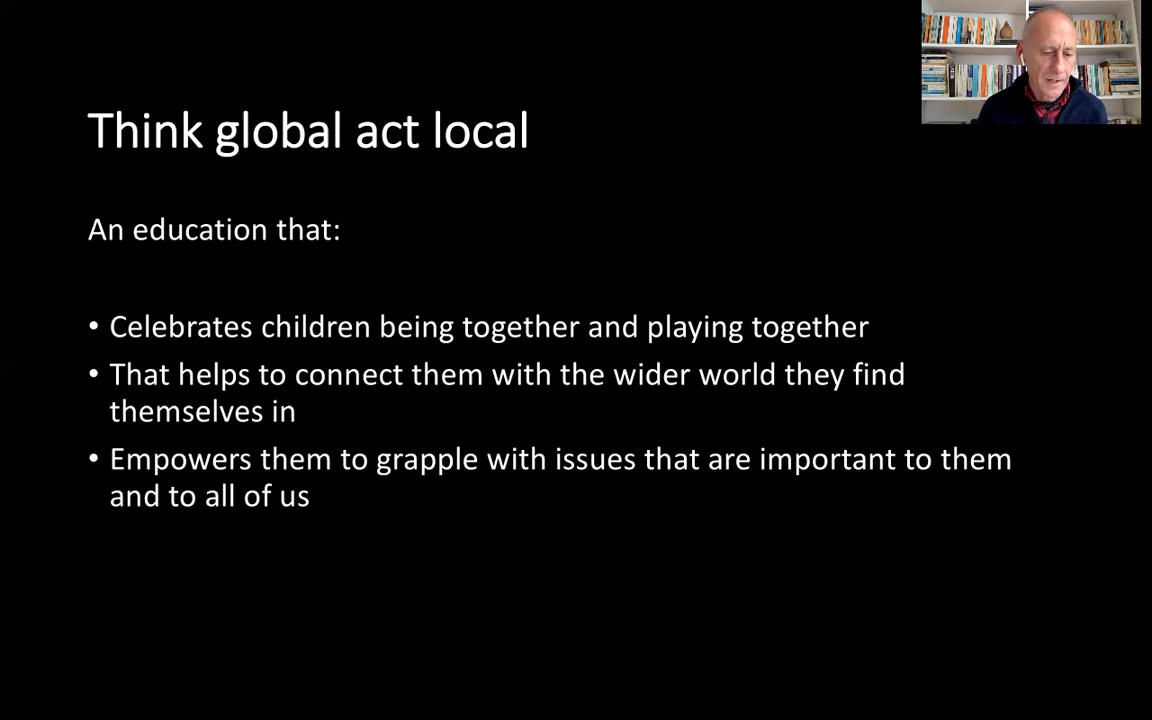 Think global act local
An education that:
• Celebrates children being together and playing together
• That helps to connect them with the wider world they find
themselves in
• Empowers them to grapple with issues that are important to them
and to all of us